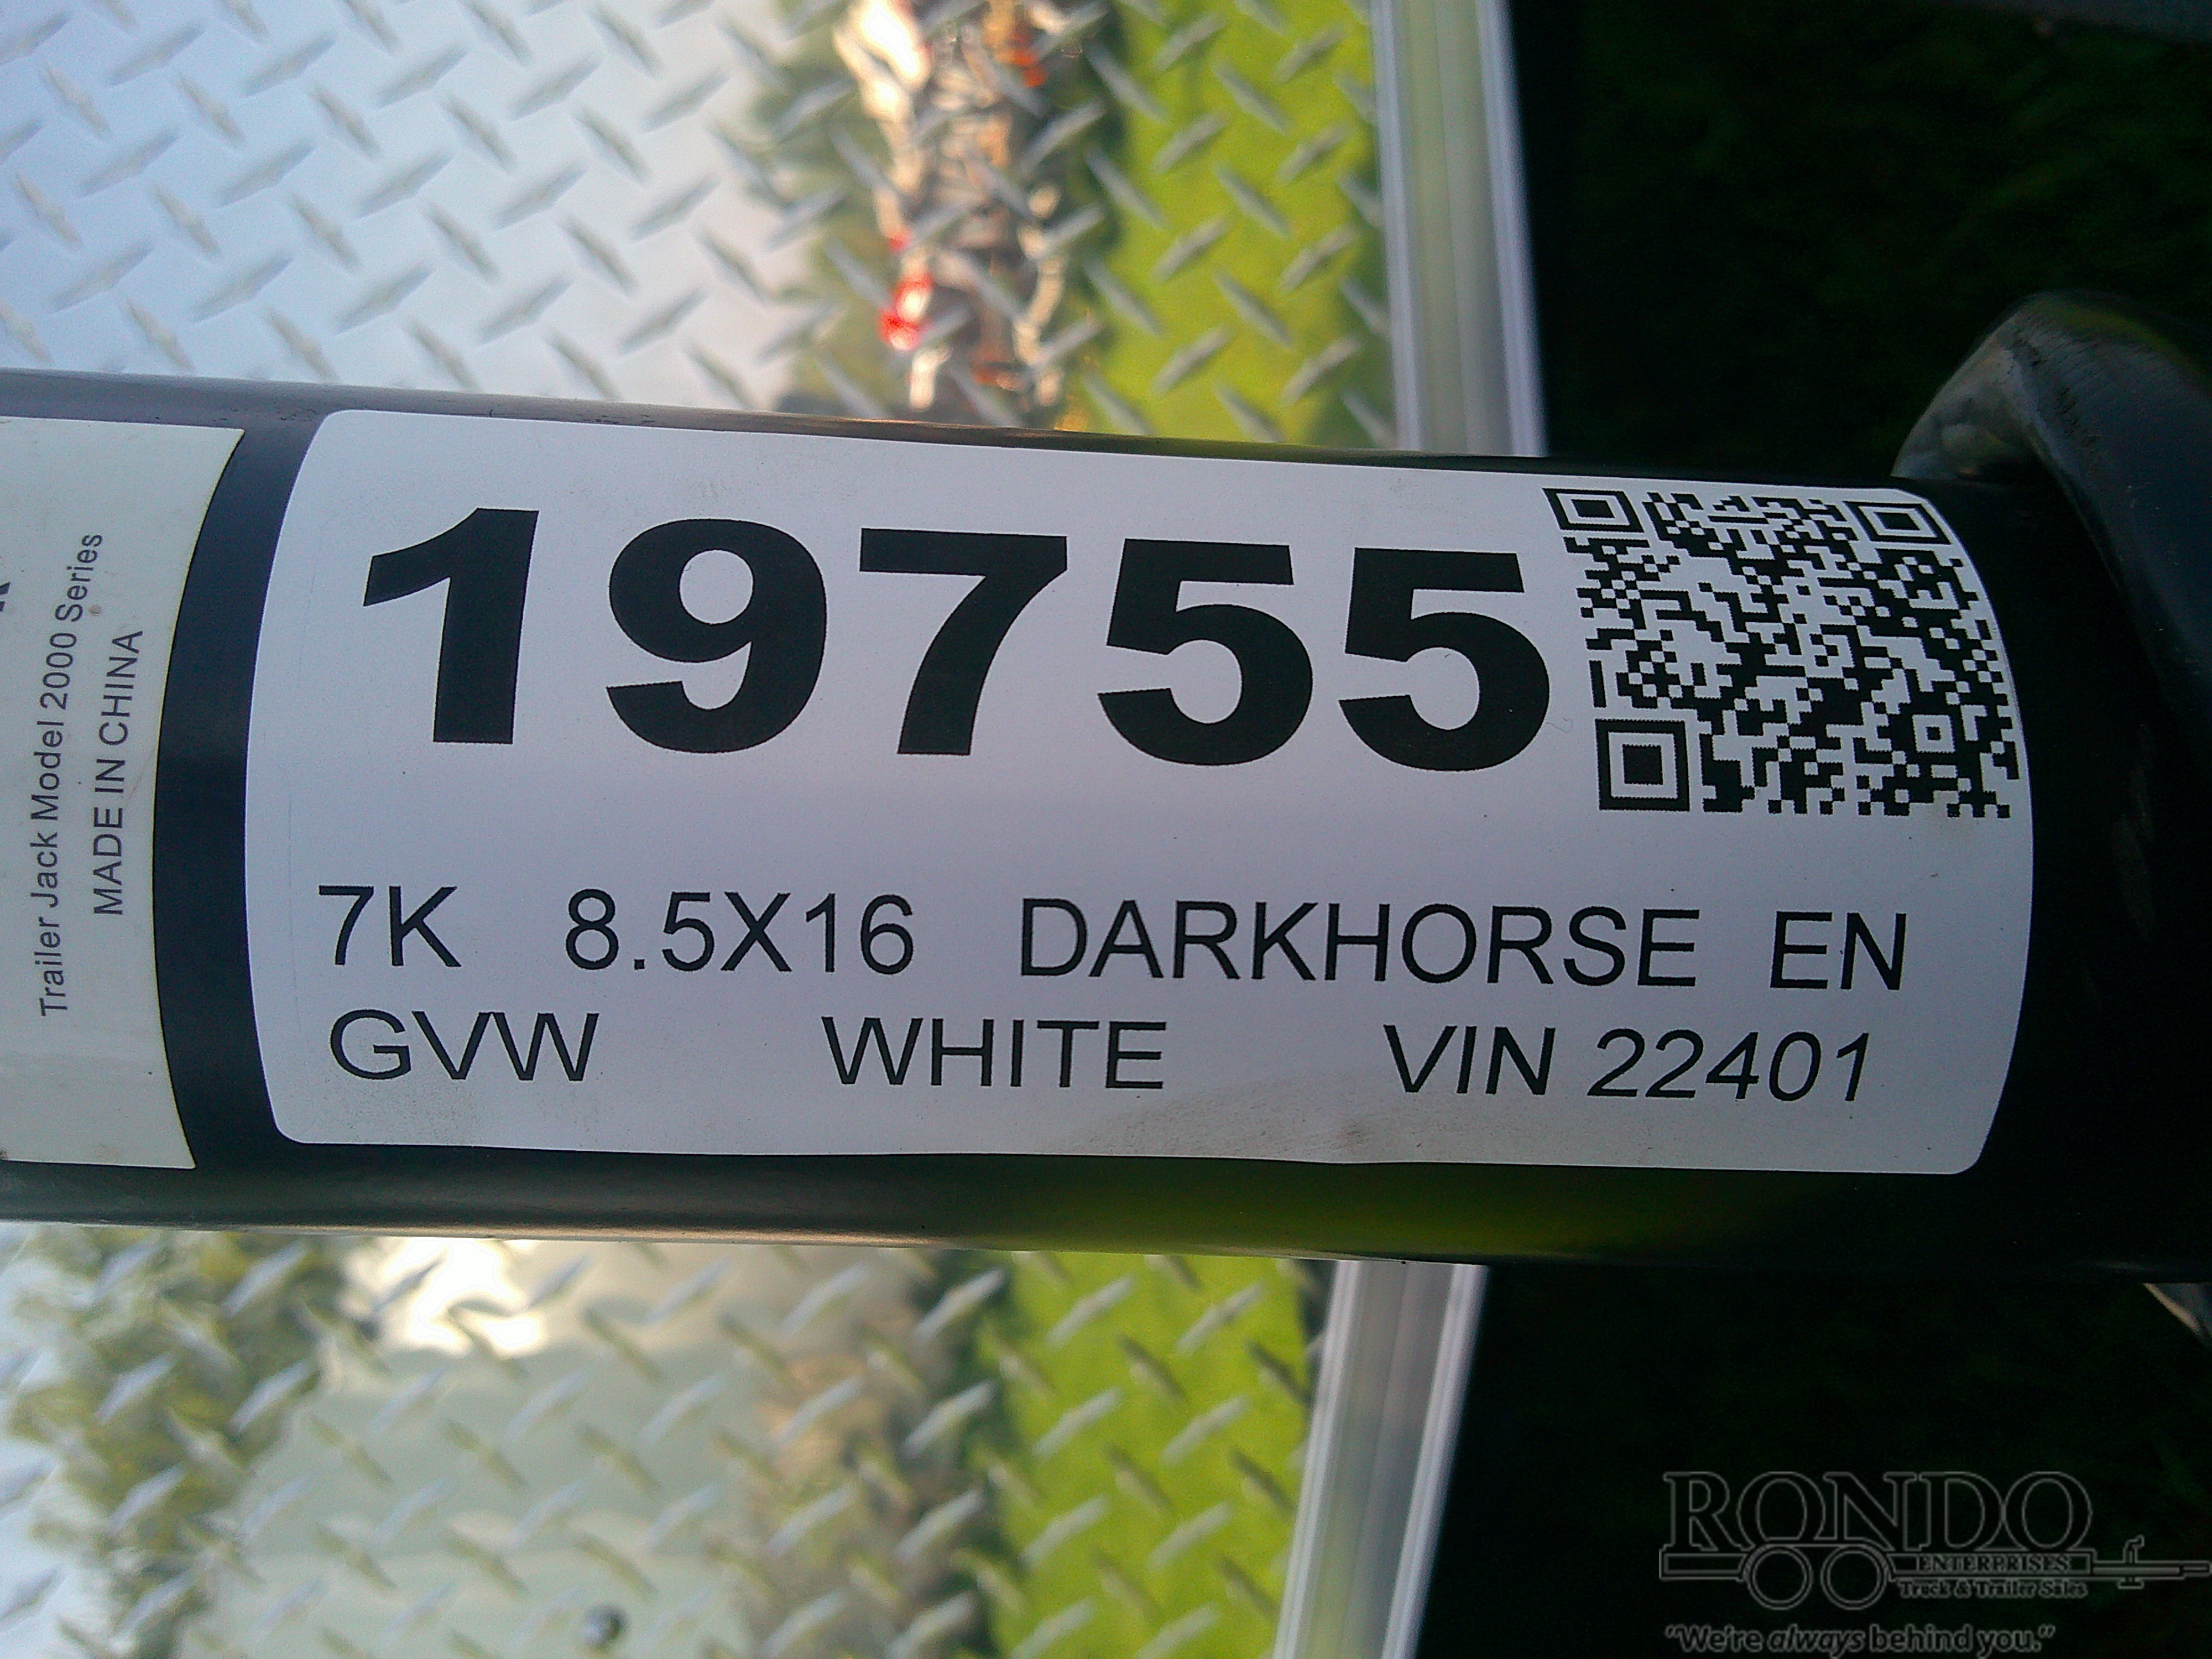 19755
7K 8.5X16 DARKHORSE EN
GVW WHITE VIN 22401
Trailer Jack Model 2000 Series
MADE IN CHINA
RONDO
ENTERPRISES
Truck & Trailer Sales
"We're always behind you."